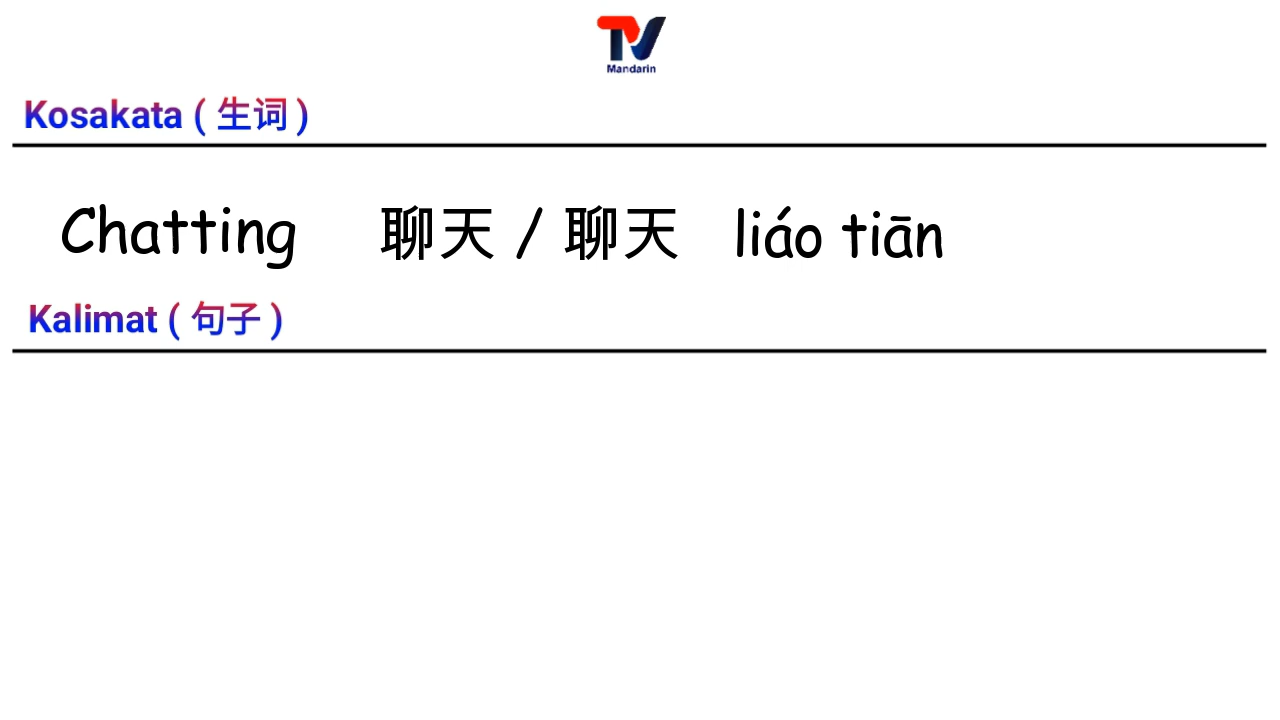 TV
Mandarin
Kosakata ( 生词 )
Chatting 聊天 / 聊天 liáo tiān
Kalimat ( 句子 )